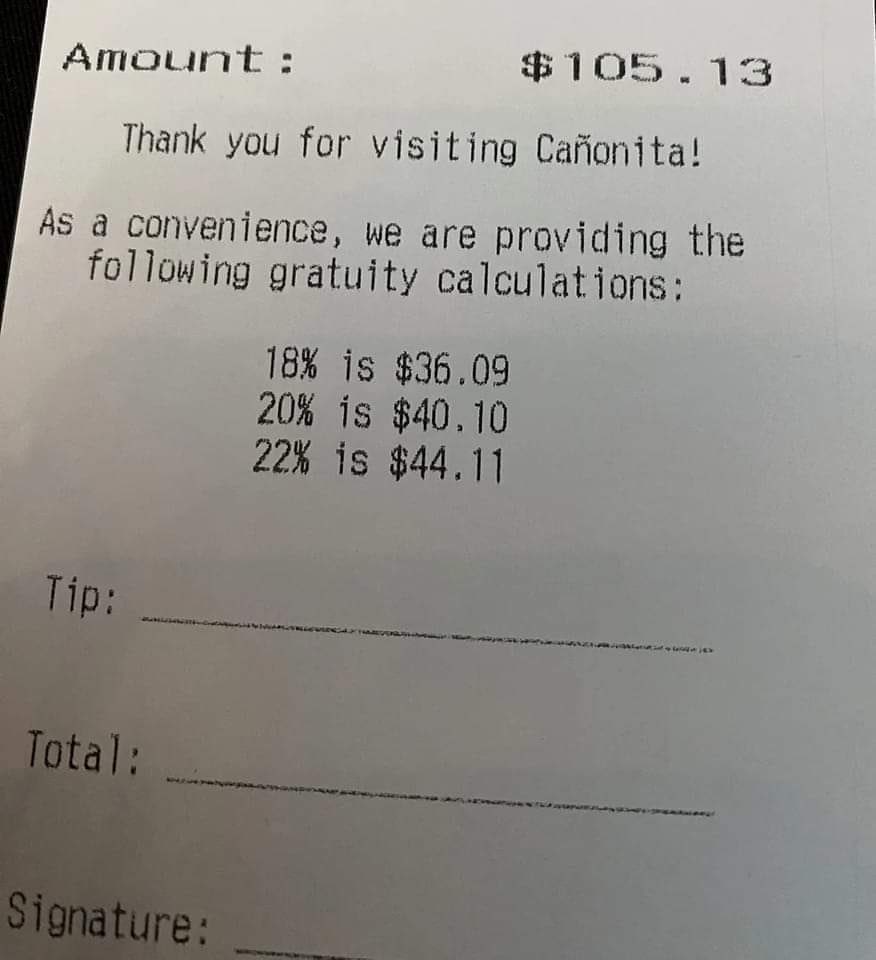 Amount: $105.13
Thank you for visiting Cañonita!
As a convenience, we are providing the
following gratuity calculations:
18% is $36.09
20% is $40.10
22% is $44.11
Tip:
Total:
Signature: